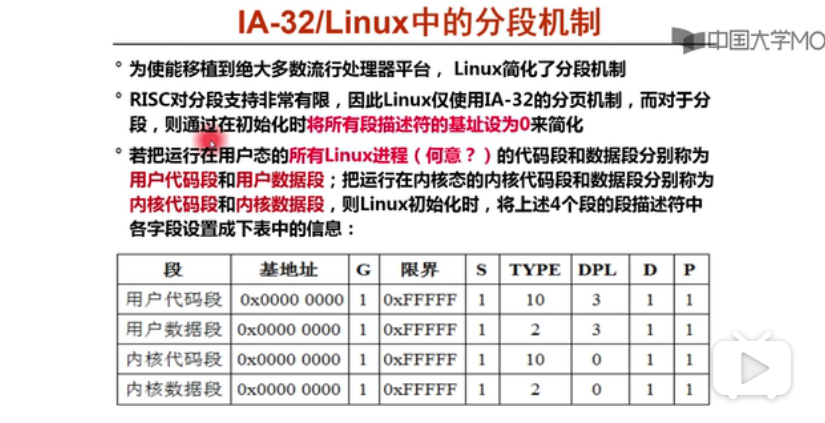 IA-32/Linux中的分段机制
中国大学MO
° 为使能移植到绝大多数流行处理器平台， Linux简化了分段机制
° RISC对分段支持非常有限，因此Linux仅使用IA-32的分页机制，而对于分
段，则通过在初始化时将所有段描述符的基址设为0来简化
° 若把运行在用户态的所有Linux进程（何意？）的代码段和数据段分别称为
用户代码段和用户数据段；把运行在内核态的内核代码段和数据段分别称为
内核代码段和内核数据段，则Linux初始化时，将上述4个段的段描述符中
各字段设置成下表中的信息：
段 基地址 G 限界 S TYPE DPL D P
用户代码段 0x0000 0000 1 0xFFFFF 1 10 3 1 1
用户数据段 0x0000 0000 1 0xFFFFF 1 2 3 1 1
内核代码段 0x0000 0000 1 0xFFFFF 1 10 0 1 1
内核数据段 0x0000 0000 1 0xFFFFF 1 2 0 1 1